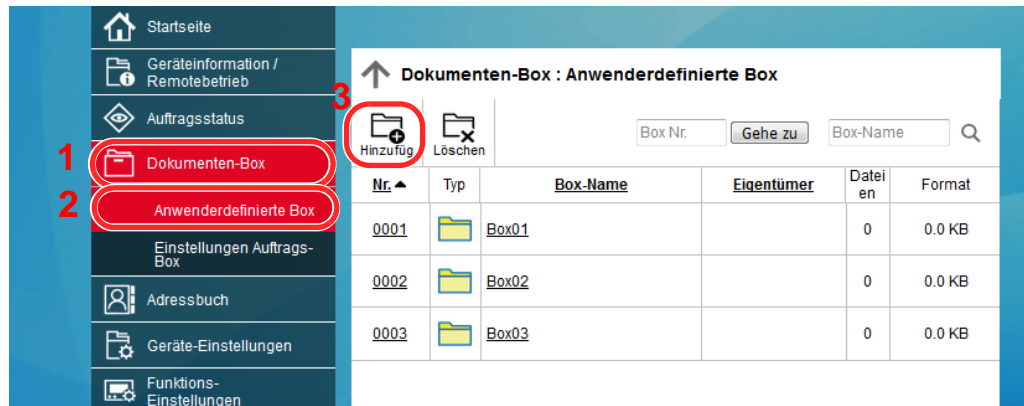 Startseite
Geräteinformation /
Remotebetrieb
Auftragsstatus
1
Dokumenten-Box
2
Anwenderdefinierte Box
Einstellungen Auftrags-
Box
Adressbuch
Geräte-Einstellungen
Funktions-
Einstellungen
Dokumenten-Box : Anwenderdefinierte Box
3
Hinzufüg Löschen Box Nr. Gehe zu Box-Name
Nr. Typ Box-Name Eigentümer Datei
en Format
0001 Box01 0 0.0 KB
0002 Box02 0 0.0 KB
0003 Box03 0 0.0 KB